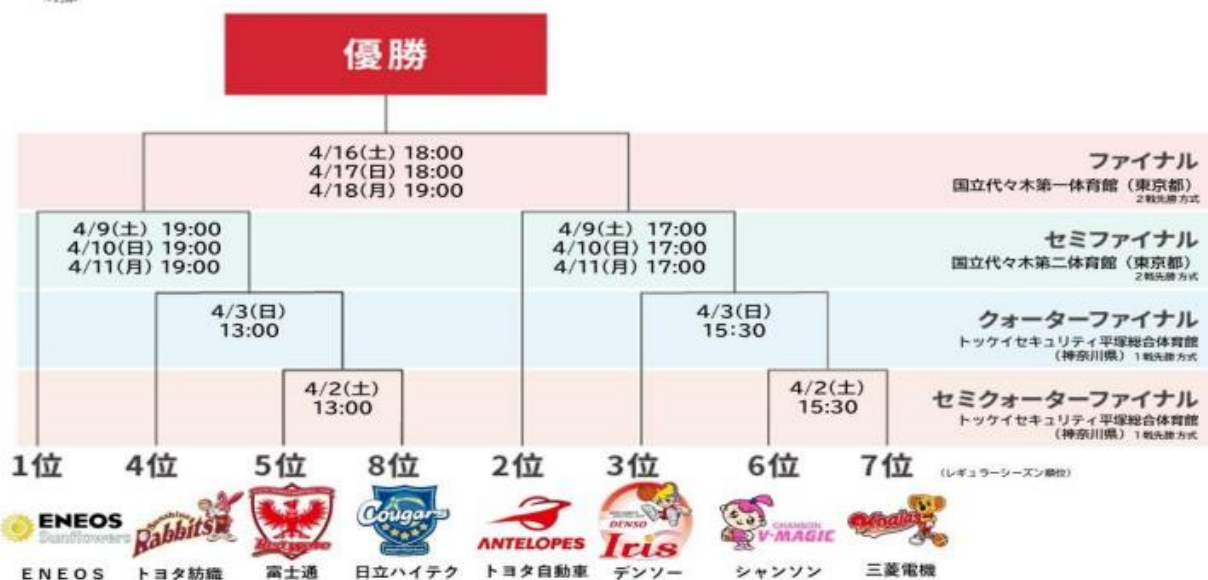 優勝
4/16(土) 18:00
4/17(日) 18:00
4/18(月) 19:00
ファイナル
国立代々木第一体育館（東京都）
2戦先勝方式
4/9(土) 19:00
4/10(日) 19:00
4/11(月) 19:00
4/9(土) 17:00
4/10(日) 17:00
4/11(月) 17:00
セミファイナル
国立代々木第二体育館（東京都）
2戦先勝方式
4/3(日)
13:00
4/3(日)
15:30
クォーターファイナル
トッケイセキュリティ平塚総合体育館
（神奈川県）1戦先勝方式
4/2(土)
13:00
4/2(土)
15:30
セミクォーターファイナル
トッケイセキュリティ平塚総合体育館
（神奈川県）1戦先勝方式
1位 4位 5位 8位 2位 3位 6位 7位 （レギュラーシーズン順位）
ENEOS
Sunflowers
Sunshine
Rabbits
Red Wave
Cougars
ANTELOPES
DENSO
Iris
CHANSON
V-MAGIC
Koalas
ENEOS トヨタ紡織 富士通 日立ハイテク トヨタ自動車 デンソー シャンソン 三菱電機